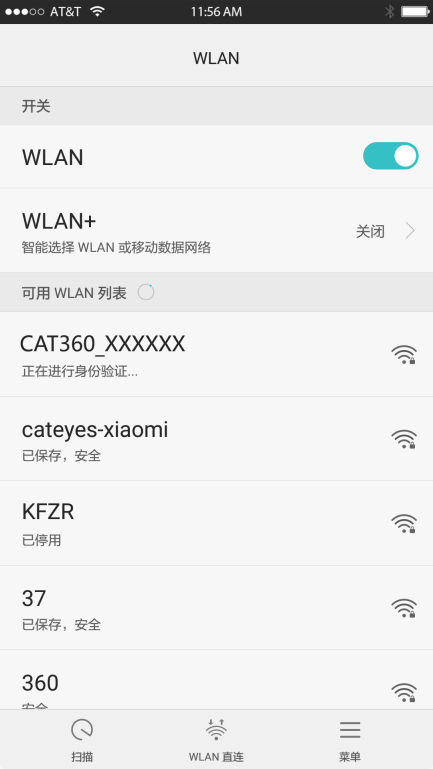 AT&T 11:56 AM
WLAN
开关
WLAN
WLAN+
智能选择 WLAN 或移动数据网络
关闭
可用 WLAN 列表
CAT360_XXXXXX
正在进行身份验证...
cateyes-xiaomi
已保存，安全
KFZR
已停用
37
已保存，安全
360
安全
扫描 WLAN 直连 菜单